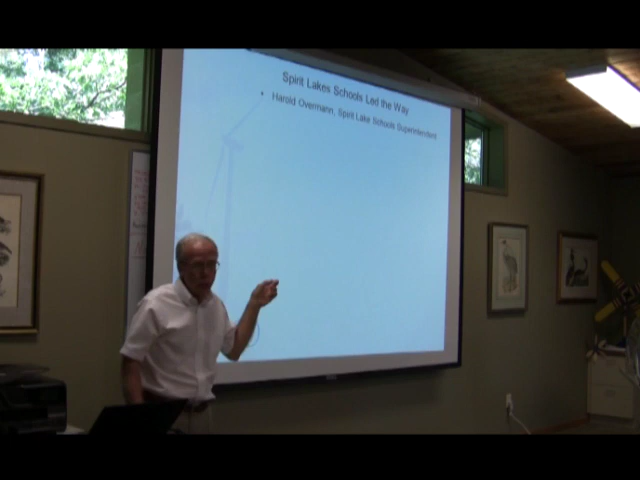 Spirit Lakes Schools Led the Way
• Harold Overmann, Spirit Lake Schools Superintendent